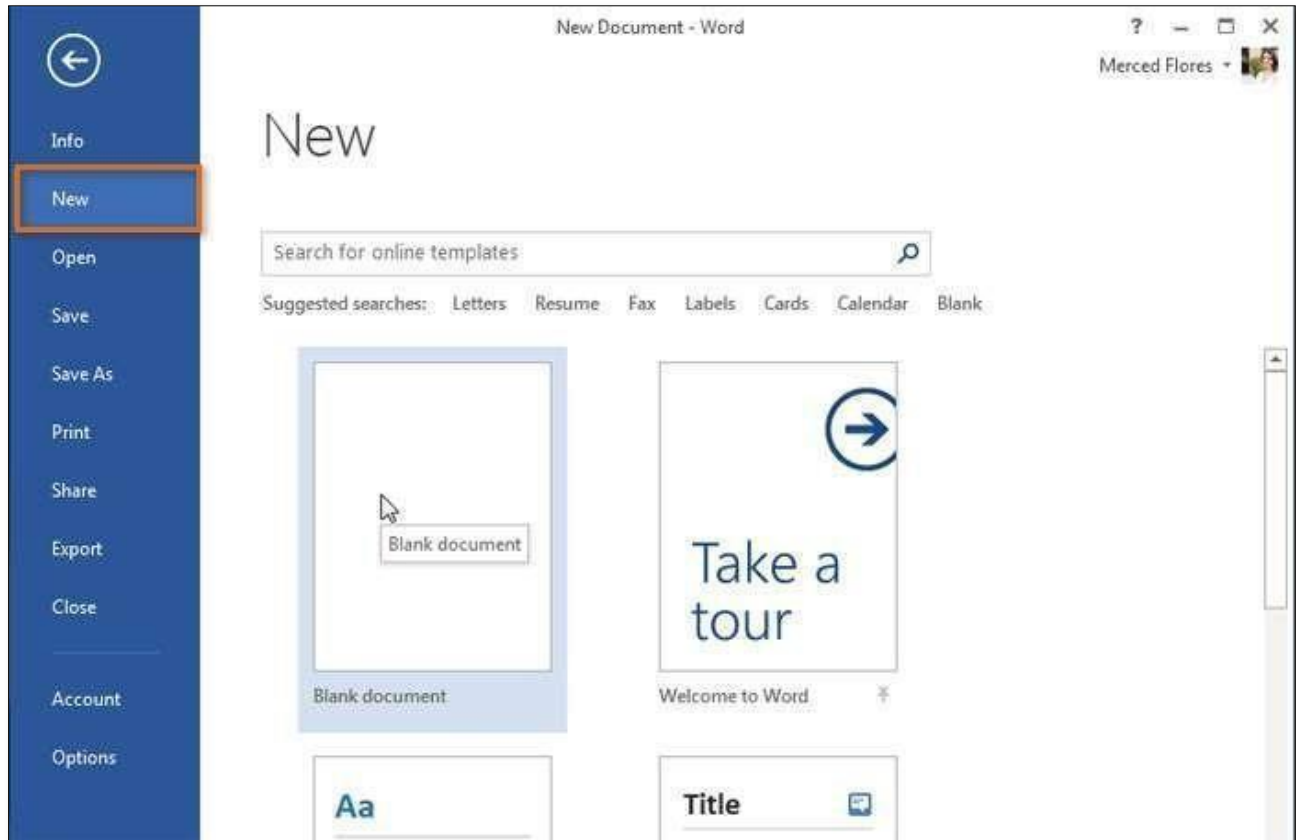 New Document - Word
?
Merced Flores
Info
New
Open
Save
Save As
Print
Share
Export
Close
Account
Options
New
Search for online templates
Suggested searches: Letters Resume Fax Labels Cards Calendar Blank
Blank document
Blank document
Take a
tour
Welcome to Word
Aa
Title